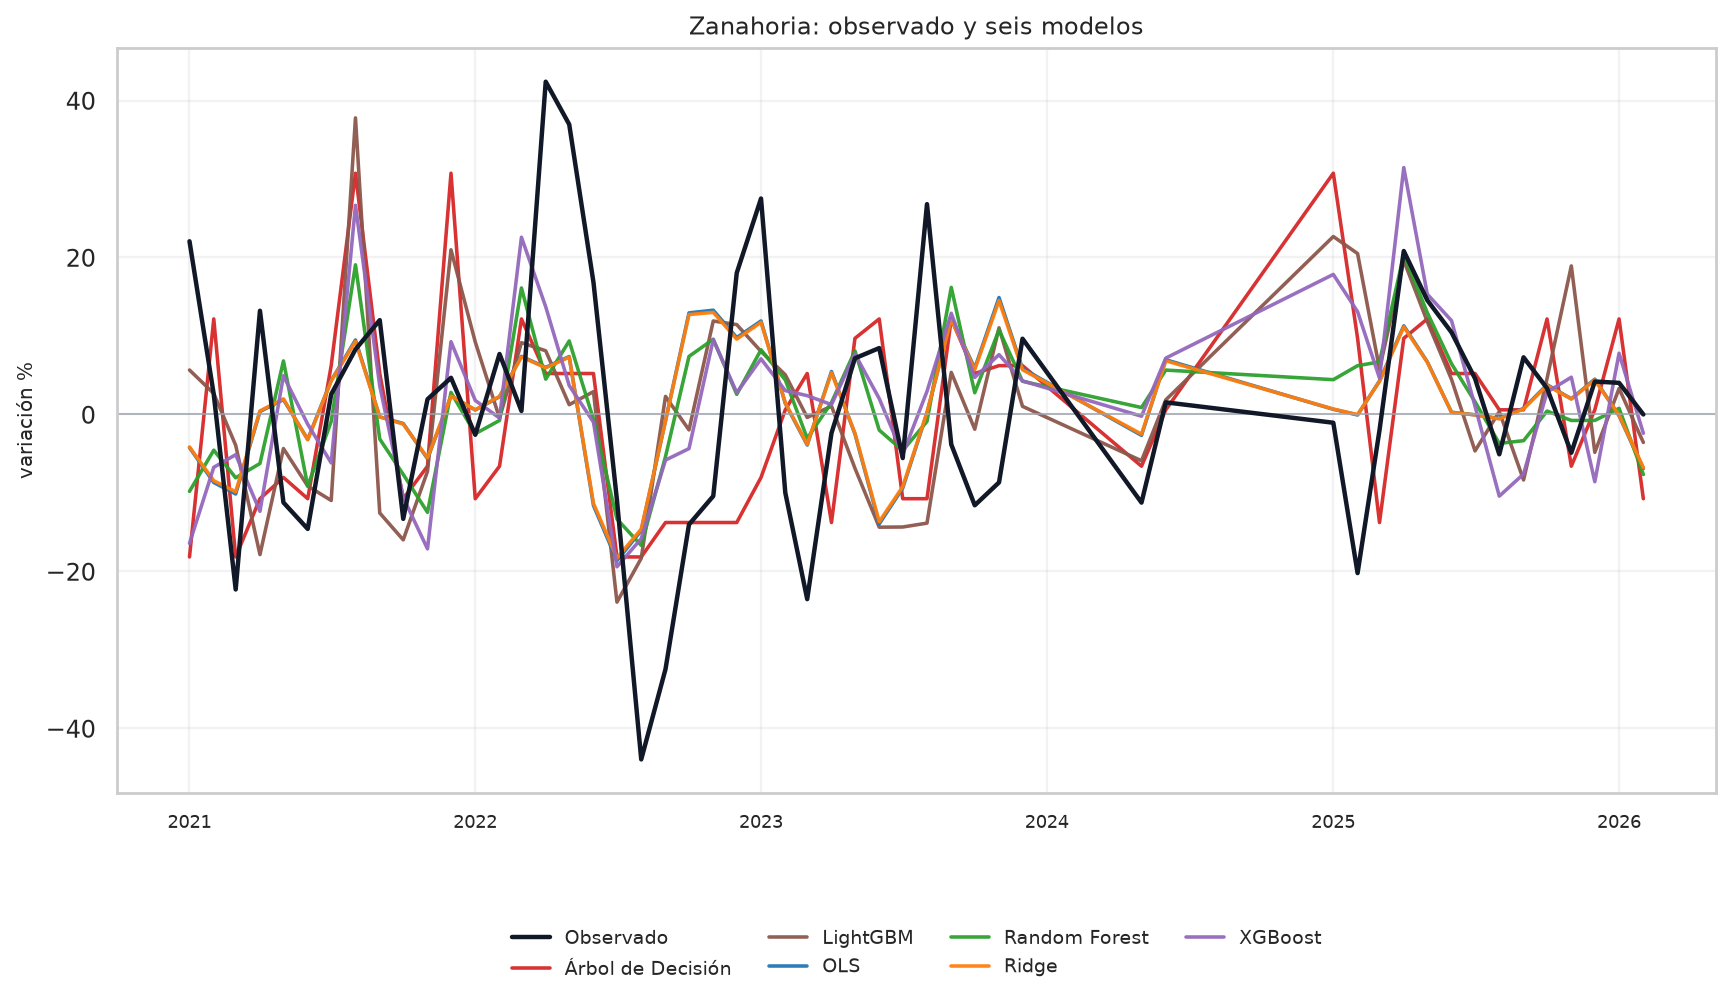 Zanahoria: observado y seis modelos
variación %
40
20
0
−20
−40
2021 2022 2023 2024 2025 2026
Observado LightGBM Random Forest XGBoost
Árbol de Decisión OLS Ridge